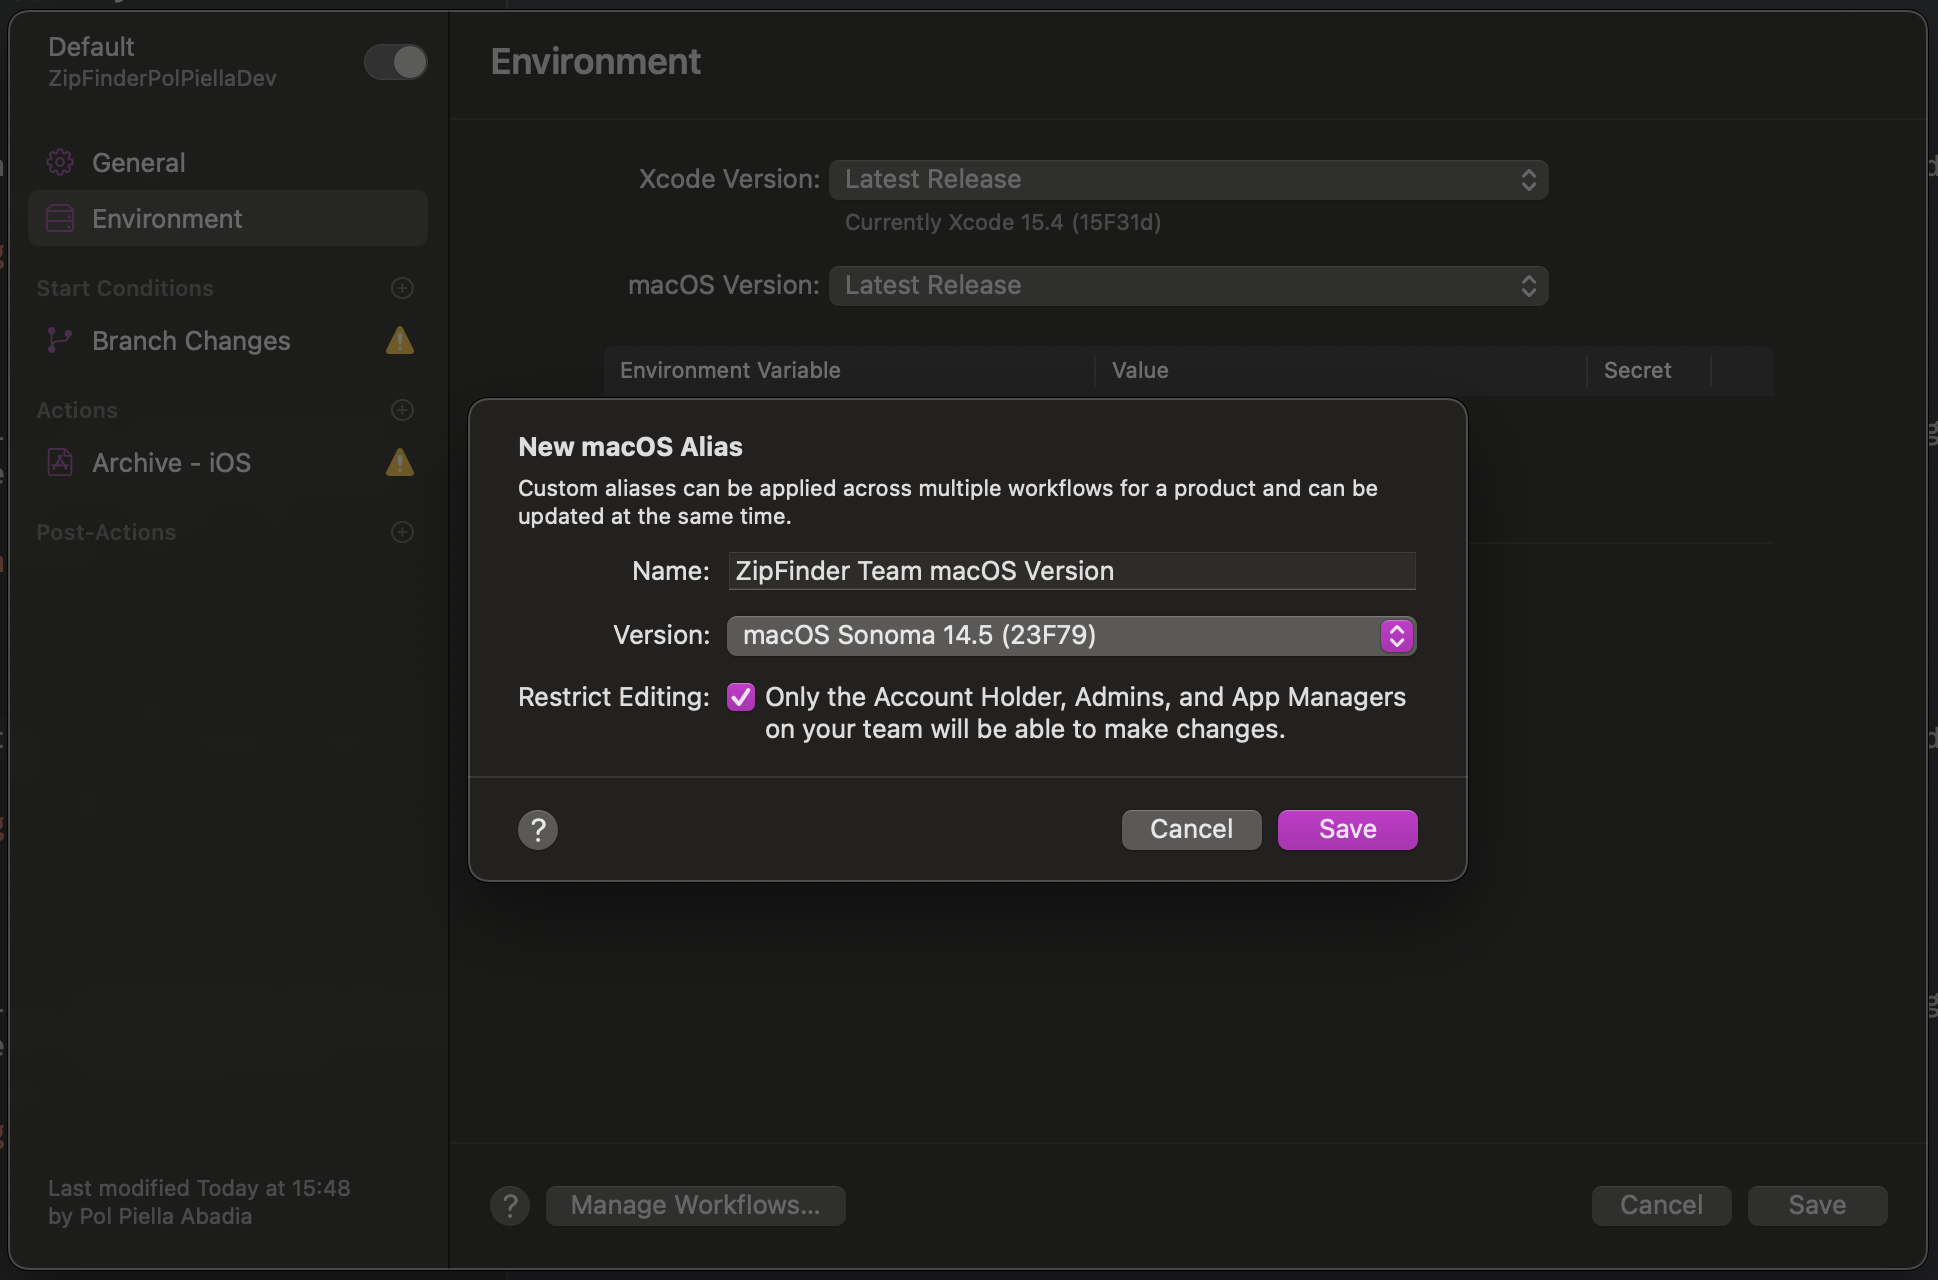 Default
ZipFinderPolPiellaDev
General
Environment
Start Conditions
Branch Changes
Actions
Archive - iOS
Post-Actions
Last modified Today at 15:48
by Pol Piella Abadia
Environment
Xcode Version: Latest Release
Currently Xcode 15.4 (15F31d)
macOS Version: Latest Release
Environment Variable Value Secret
New macOS Alias
Custom aliases can be applied across multiple workflows for a product and can be
updated at the same time.
Name: ZipFinder Team macOS Version
Version: macOS Sonoma 14.5 (23F79)
Restrict Editing: Only the Account Holder, Admins, and App Managers
on your team will be able to make changes.
? Cancel Save
? Manage Workflows... Cancel Save